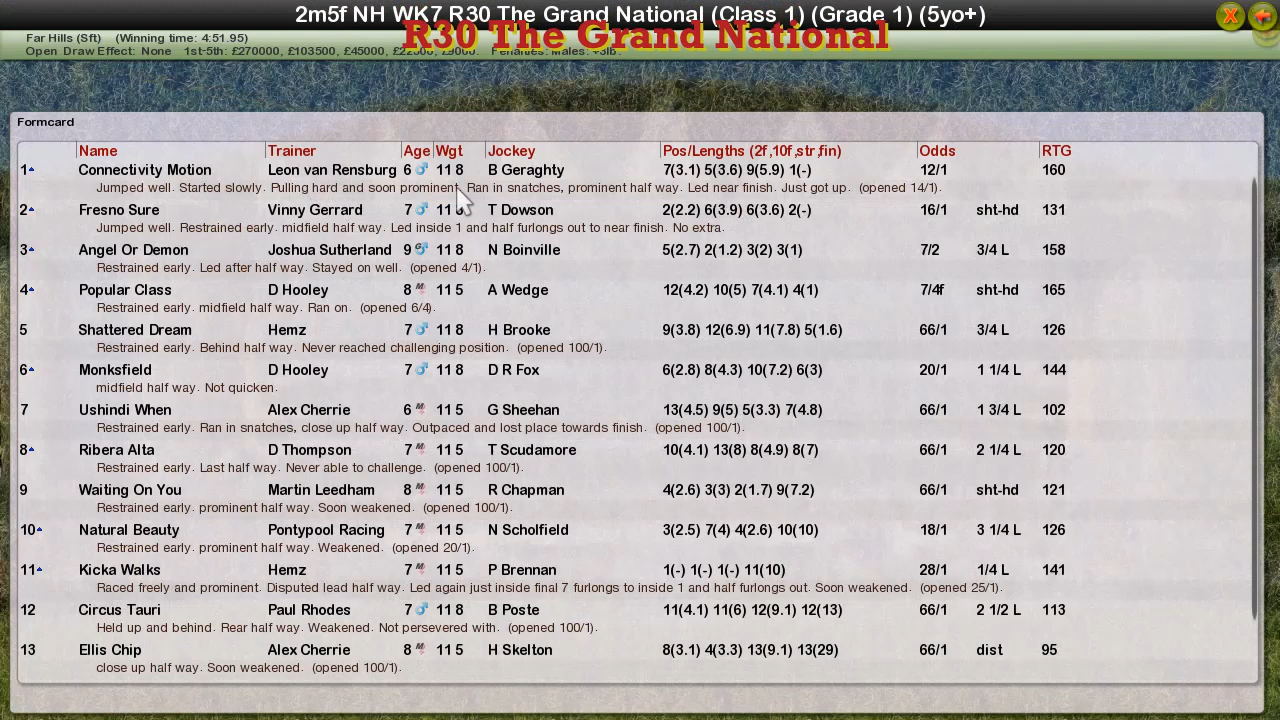 2m5f NH WK7 R30 The Grand National (Class 1) (Grade 1) (5yo+)
R30 The Grand National
Far Hills (Sft) (Winning time: 4:51.95)
Open Draw Effect: None 1st-5th: £270000, £103500, £45000, £22500, £9000. Penalties: Males: +3lb.
Formcard
Name Trainer Age Wgt Jockey Pos/Lengths (2f,10f,str,fin) Odds RTG
1 Connectivity Motion Leon van Rensburg 6 11 8 B Geraghty 7(3.1) 5(3.6) 9(5.9) 1(-) 12/1 160
Jumped well. Started slowly. Pulling hard and soon prominent. Ran in snatches, prominent half way. Led near finish. Just got up. (opened 14/1).
2 Fresno Sure Vinny Gerrard 7 11 T Dowson 2(2.2) 6(3.9) 6(3.6) 2(-) 16/1 sht-hd 131
Jumped well. Restrained early. midfield half way. Led inside 1 and half furlongs out to near finish. No extra.
3 Angel Or Demon Joshua Sutherland 9 11 8 N Boinville 5(2.7) 2(1.2) 3(2) 3(1) 7/2 3/4 L 158
Restrained early. Led after half way. Stayed on well. (opened 4/1).
4 Popular Class D Hooley 8 11 5 A Wedge 12(4.2) 10(5) 7(4.1) 4(1) 7/4f sht-hd 165
Restrained early. midfield half way. Ran on. (opened 6/4).
5 Shattered Dream Hemz 7 11 8 H Brooke 9(3.8) 12(6.9) 11(7.8) 5(1.6) 66/1 3/4 L 126
Restrained early. Behind half way. Never reached challenging position. (opened 100/1).
6 Monksfield D Hooley 7 11 8 D R Fox 6(2.8) 8(4.3) 10(7.2) 6(3) 20/1 1 1/4 L 144
midfield half way. Not quicken.
7 Ushindi When Alex Cherrie 6 11 5 G Sheehan 13(4.5) 9(5) 5(3.3) 7(4.8) 66/1 1 3/4 L 102
Restrained early. Ran in snatches, close up half way. Outpaced and lost place towards finish. (opened 100/1).
8 Ribera Alta D Thompson 7 11 5 T Scudamore 10(4.1) 13(8) 8(4.9) 8(7) 66/1 2 1/4 L 120
Restrained early. Last half way. Never able to challenge. (opened 100/1).
9 Waiting On You Martin Leedham 8 11 5 R Chapman 4(2.6) 3(3) 2(1.7) 9(7.2) 66/1 sht-hd 121
Restrained early. prominent half way. Soon weakened. (opened 100/1).
10 Natural Beauty Pontypool Racing 7 11 5 N Scholfield 3(2.5) 7(4) 4(2.6) 10(10) 18/1 3 1/4 L 126
Restrained early. prominent half way. Weakened. (opened 20/1).
11 Kicka Walks Hemz 7 11 5 P Brennan 1(-) 1(-) 1(-) 11(10) 28/1 1/4 L 141
Raced freely and prominent. Disputed lead half way. Led again just inside final 7 furlongs to inside 1 and half furlongs out. Soon weakened. (opened 25/1).
12 Circus Tauri Paul Rhodes 7 11 8 B Poste 11(4.1) 11(6) 12(9.1) 12(13) 66/1 2 1/2 L 113
Held up and behind. Rear half way. Weakened. Not persevered with. (opened 100/1).
13 Ellis Chip Alex Cherrie 8 11 5 H Skelton 8(3.1) 4(3.3) 13(9.1) 13(29) 66/1 dist 95
close up half way. Soon weakened. (opened 100/1).